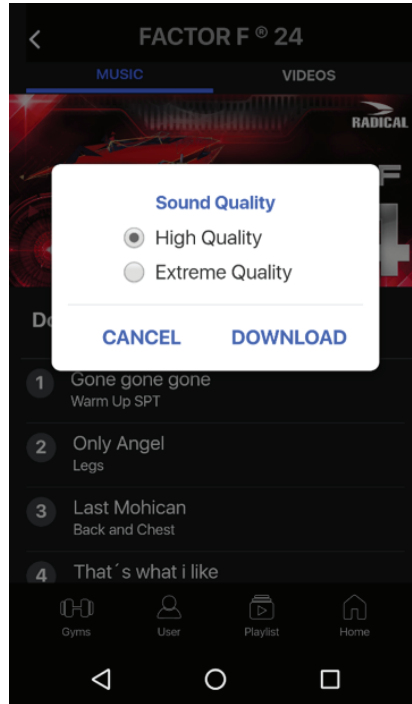 FACTOR F ® 24
MUSIC
VIDEOS
RADICAL
F
4
Sound Quality
High Quality
Extreme Quality
CANCEL
DOWNLOAD
1
Gone gone gone
Warm Up SPT
2
Only Angel
Legs
3
Last Mohican
Back and Chest
4
That´s what i like
Gyms
User
Playlist
Home